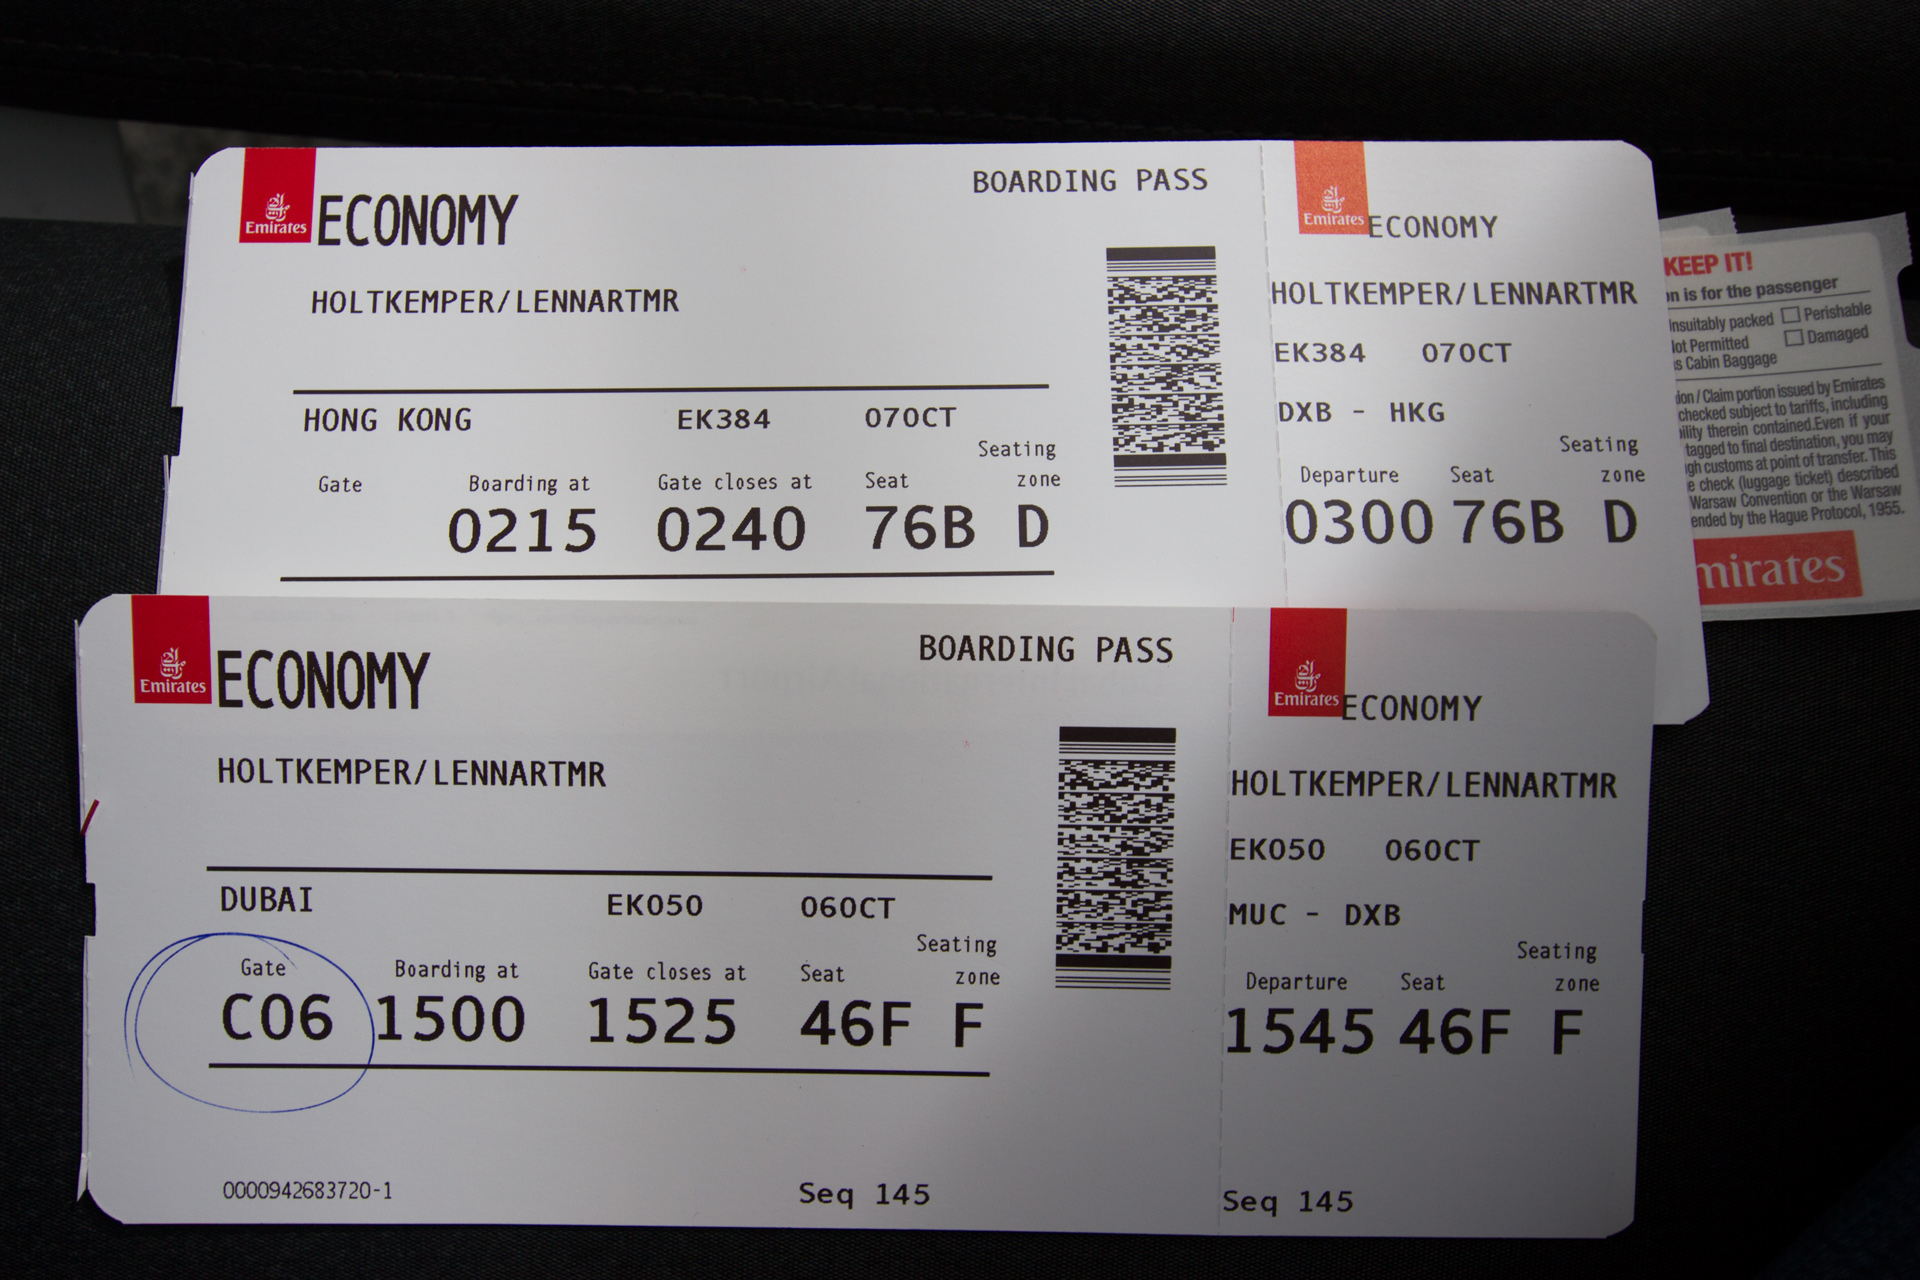 Emirates
ECONOMY
BOARDING PASS
HOLTKEMPER/LENNARTMR
HONG KONG EK384 07OCT
Gate Boarding at Gate closes at Seat Seating zone
0215 0240 76B D
Emirates
ECONOMY
HOLTKEMPER/LENNARTMR
EK384 07OCT
DXB - HKG
Departure Seat Seating zone
0300 76B D
KEEP IT!
is for the passenger
packed Perishable
Permitted Damaged
Cabin Baggage
/ Claim portion issued by Emirates
checked subject to tariffs, including
therein contained.Even if your
tagged to final destination, you may
customs at point of transfer. This
check (luggage ticket) described
Warsaw Convention or the Warsaw
by the Hague Protocol, 1955.
mirates
Emirates
ECONOMY
BOARDING PASS
HOLTKEMPER/LENNARTMR
DUBAI EK050 06OCT
Gate Boarding at Gate closes at Seat Seating zone
C06 1500 1525 46F F
0000942683720-1 Seq 145
Emirates
ECONOMY
HOLTKEMPER/LENNARTMR
EK050 06OCT
MUC - DXB
Departure Seat Seating zone
1545 46F F
Seq 145